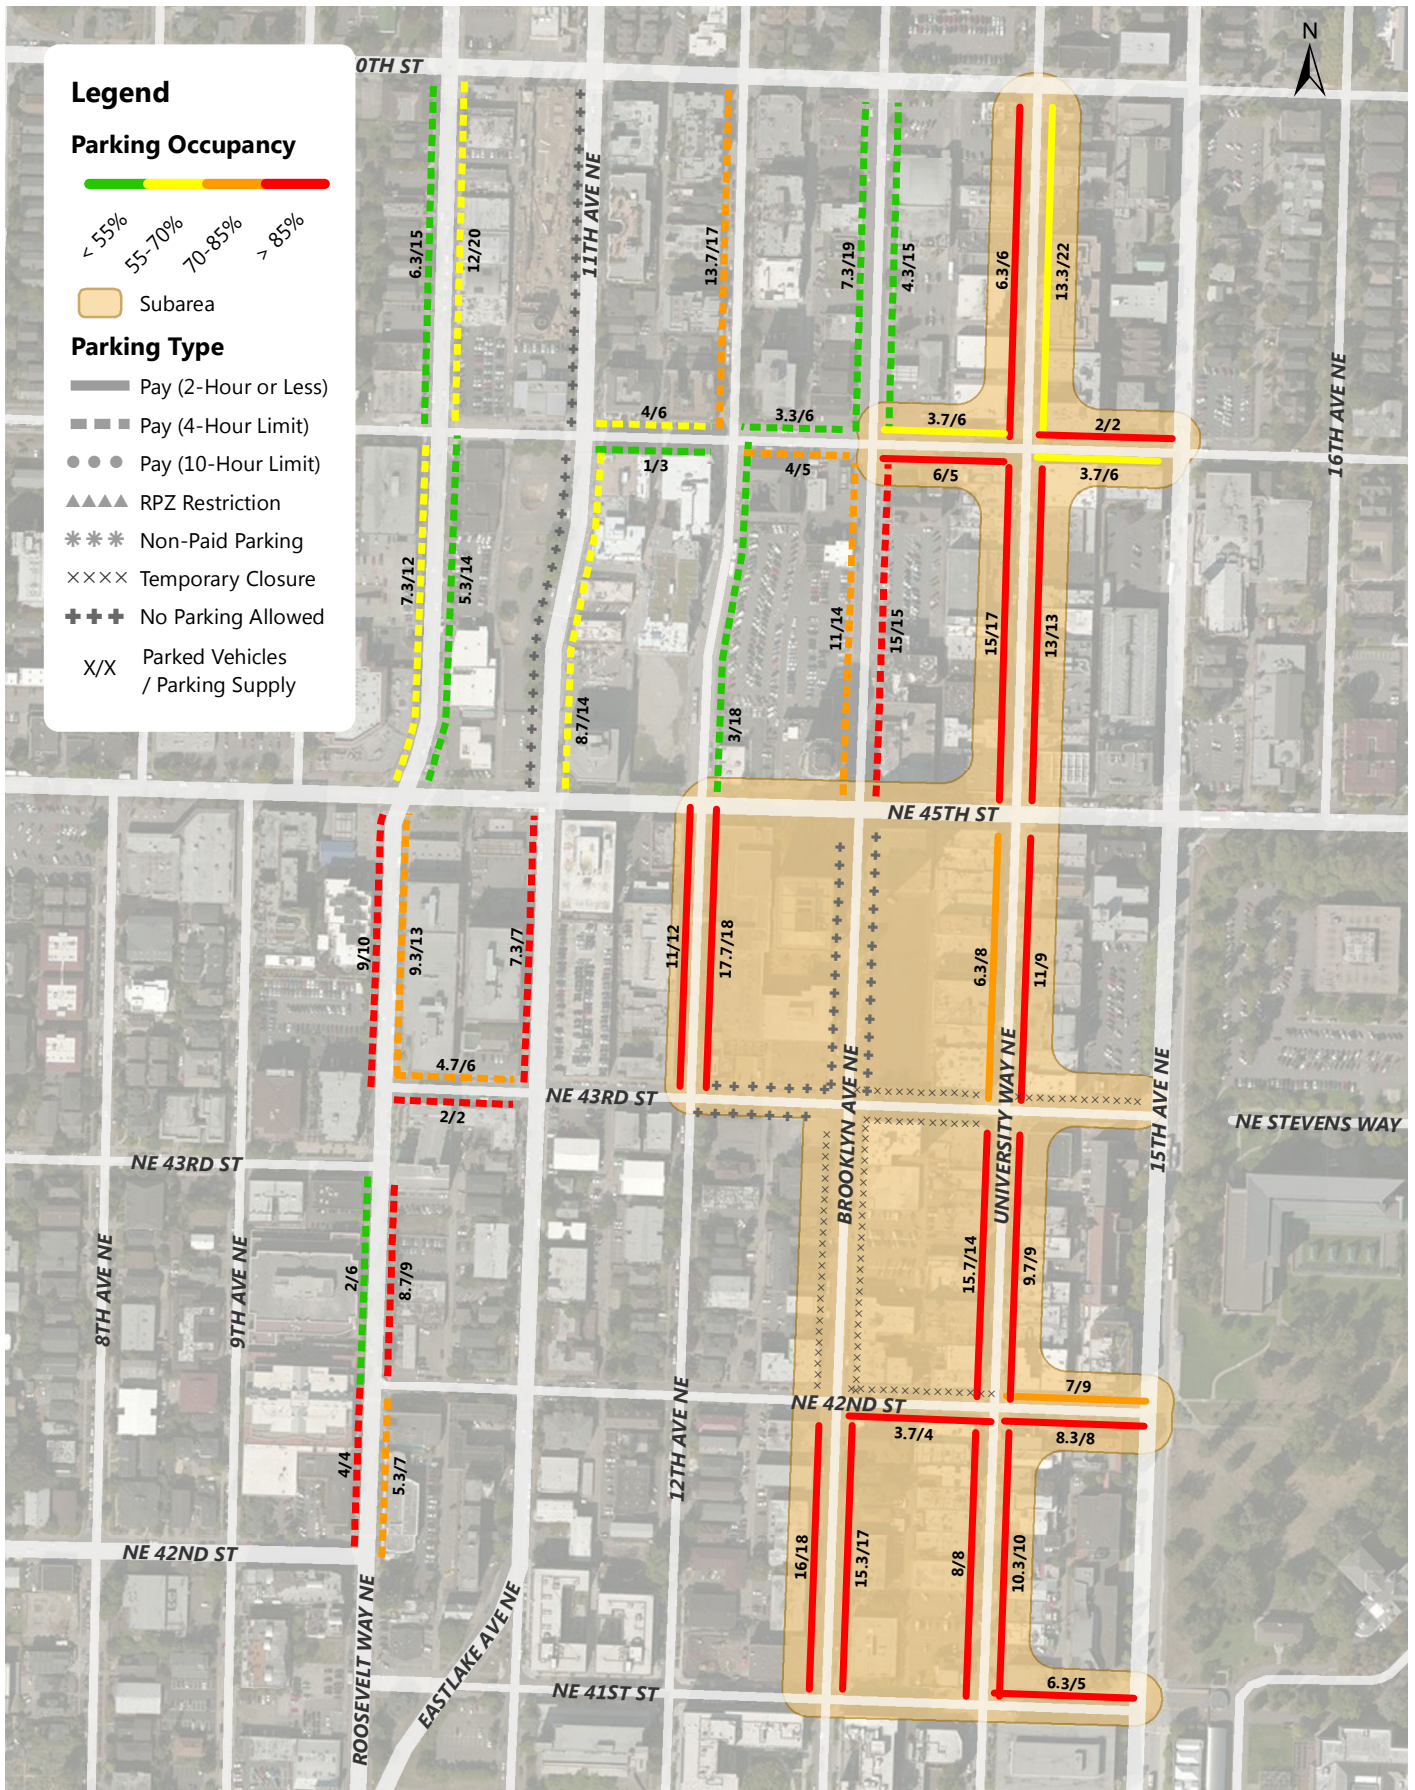 0TH ST
N
Legend
Parking Occupancy
< 55%
55-70%
70-85%
> 85%
Subarea
Parking Type
Pay (2-Hour or Less)
Pay (4-Hour Limit)
Pay (10-Hour Limit)
RPZ Restriction
Non-Paid Parking
Temporary Closure
No Parking Allowed
X/X
Parked Vehicles
/ Parking Supply
6.3/15
12/20
11TH AVE NE
13.7/17
7.3/19
4.3/15
6.3/6
13.3/22
16TH AVE NE
4/6
3.3/6
3.7/6
2/2
1/3
4/5
6/5
3.7/6
7.3/12
5.3/14
8.7/14
3/18
11/14
15/15
15/17
13/13
NE 45TH ST
9/10
9.3/13
7.3/7
11/12
17.7/18
6.3/8
11/9
4.7/6
2/2
NE 43RD ST
BROOKLYN AVE NE
UNIVERSITY WAY NE
15TH AVE NE
NE STEVENS WAY
NE 43RD ST
8TH AVE NE
9TH AVE NE
2/6
8.7/9
15.7/14
9.7/9
12TH AVE NE
NE 42ND ST
7/9
3.7/4
8.3/8
4/4
5.3/7
NE 42ND ST
16/18
15.3/17
8/8
10.3/10
ROOSEVELT WAY NE
EASTLAKE AVE NE
NE 41ST ST
6.3/5